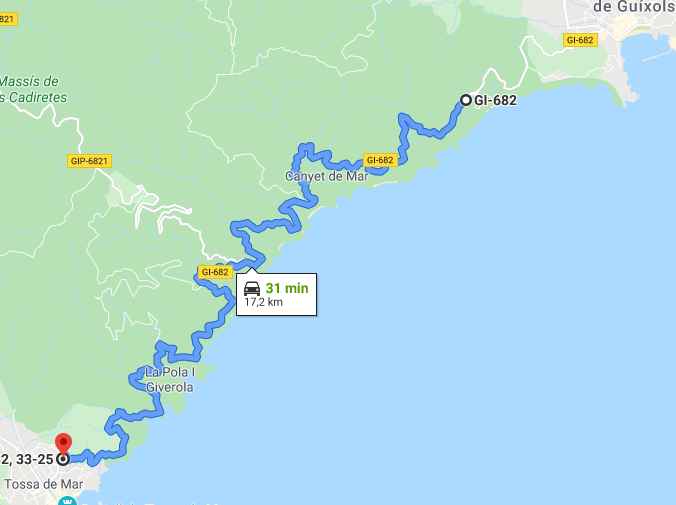 de Guíxols
GI-682
6821
Massís de
s Cadiretes
GI-682
GI-682
GIP-6821
Canyet de Mar
GI-682
31 min
17,2 km
La Pola I
Giverola
2, 33-25
Tossa de Mar